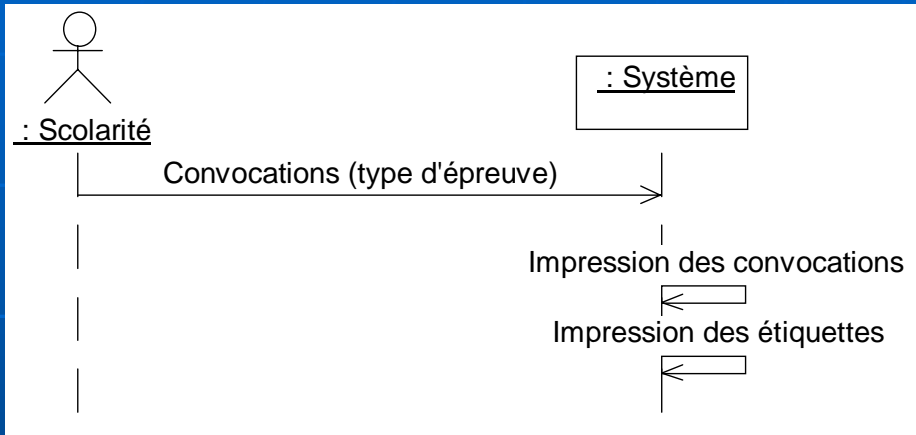 : Système
: Scolarité
Convocations (type d'épreuve)
Impression des convocations
Impression des étiquettes